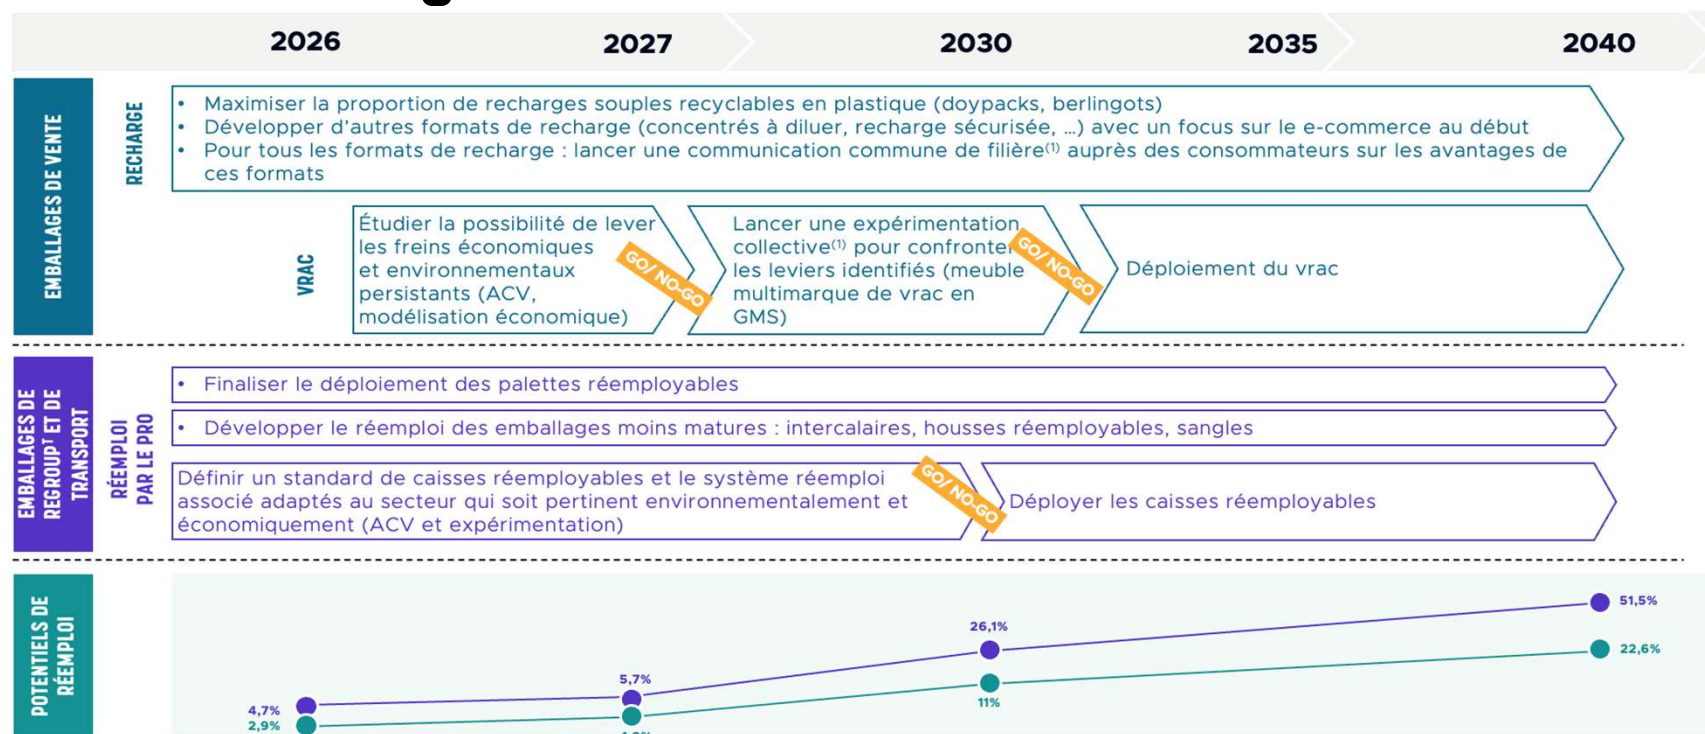 2026
2027
2030
2035
2040
EMBALLAGES DE VENTE
RECHARGE
• Maximiser la proportion de recharges souples recyclables en plastique (doypacks, berlingots)
• Développer d'autres formats de recharge (concentrés à diluer, recharge sécurisée, …) avec un focus sur le e-commerce au début
• Pour tous les formats de recharge : lancer une communication commune de filière⁽¹⁾ auprès des consommateurs sur les avantages de
ces formats
VRAC
Étudier la possibilité de lever
les freins économiques
et environnementaux
persistants (ACV,
modélisation économique)
GO/ NO-GO
Lancer une expérimentation
collective⁽¹⁾ pour confronter
les leviers identifiés (meuble
multimarque de vrac en
GMS)
GO/ NO-GO
Déploiement du vrac
EMBALLAGES DE
REGROUPᵀ ET DE
TRANSPORT
RÉEMPLOI
PAR LE PRO
• Finaliser le déploiement des palettes réemployables
• Développer le réemploi des emballages moins matures : intercalaires, housses réemployables, sangles
Définir un standard de caisses réemployables et le système réemploi
associé adaptés au secteur qui soit pertinent environnementalement et
économiquement (ACV et expérimentation)
GO/ NO-GO
Déployer les caisses réemployables
POTENTIELS DE
RÉEMPLOI
4,7%
5,7%
26,1%
51,5%
2,9%
11%
22,6%